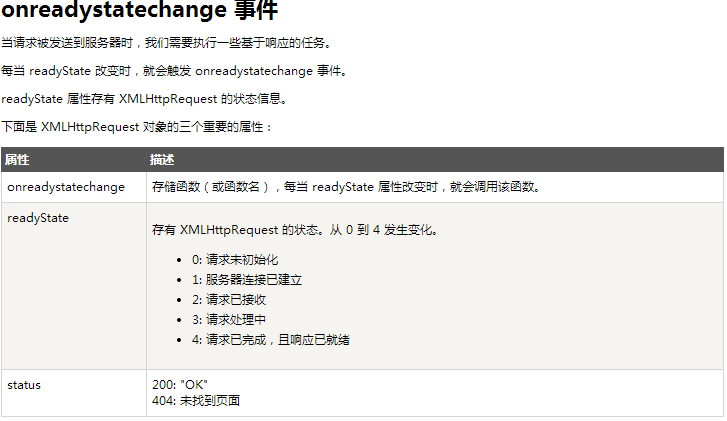 onreadystatechange 事件
当请求被发送到服务器时，我们需要执行一些基于响应的任务。
每当 readyState 改变时，就会触发 onreadystatechange 事件。
readyState 属性存有 XMLHttpRequest 的状态信息。
下面是 XMLHttpRequest 对象的三个重要的属性：
属性 描述
onreadystatechange 存储函数（或函数名），每当 readyState 属性改变时，就会调用该函数。
readyState
存有 XMLHttpRequest 的状态。从 0 到 4 发生变化。
• 0: 请求未初始化
• 1: 服务器连接已建立
• 2: 请求已接收
• 3: 请求处理中
• 4: 请求已完成，且响应已就绪
status 200: "OK"
404: 未找到页面